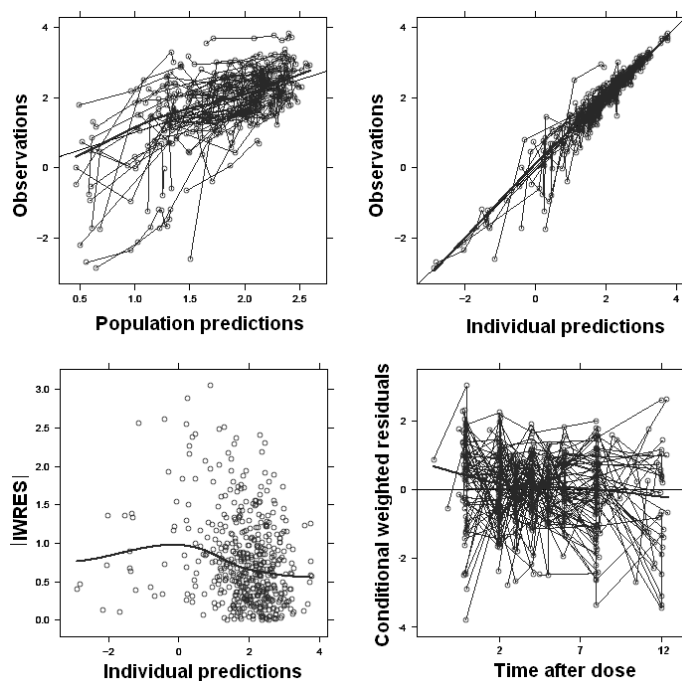 4
2
0
−2
Observations
0.5 1.0 1.5 2.0 2.5
Population predictions
4
2
0
−2
Observations
−2 0 2 4
Individual predictions
3.0
2.5
2.0
1.5
1.0
0.5
0.0
|IWRES|
−2 0 2 4
Individual predictions
2
0
−2
−4
Conditional weighted residuals
2 7 12
Time after dose